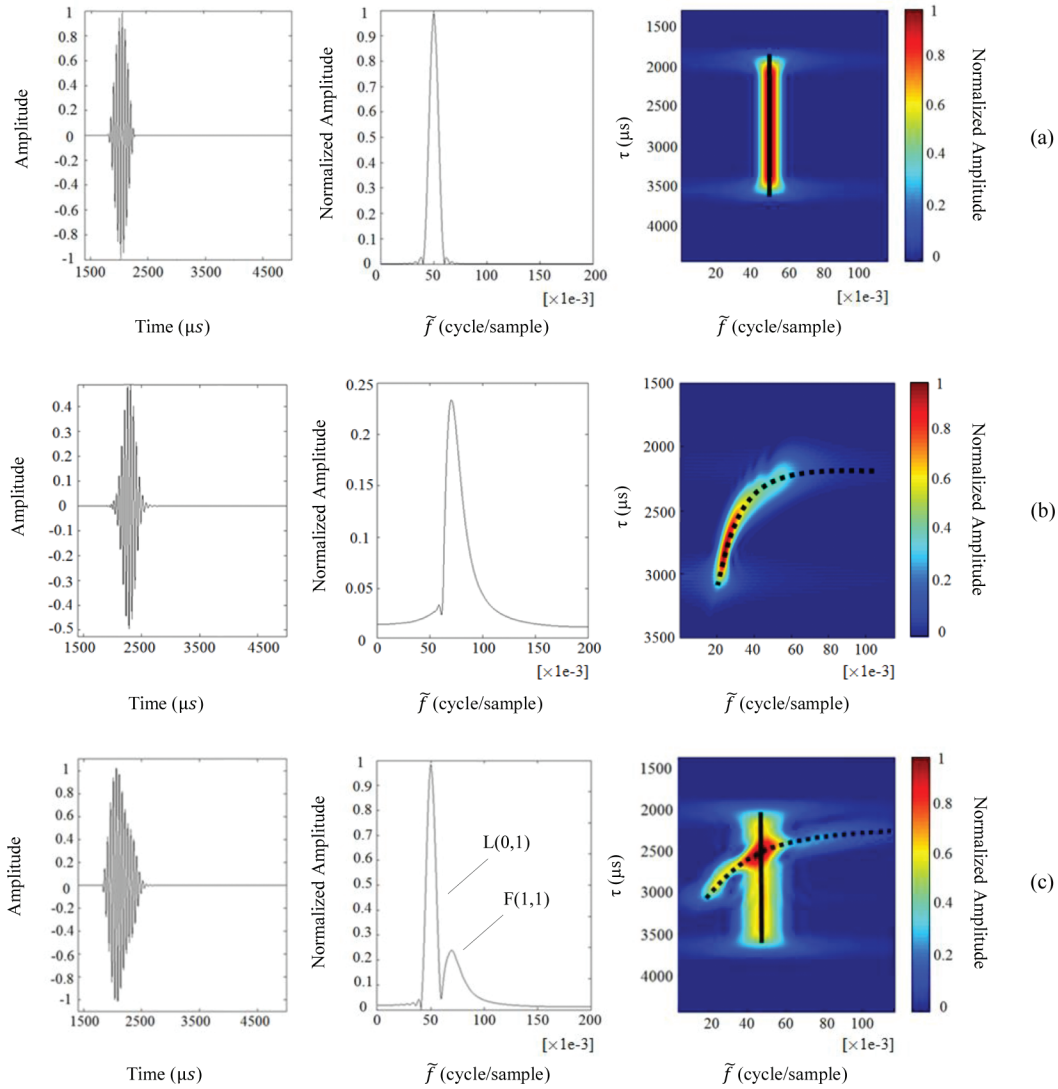 1
0.8
0.6
0.4
0.2
0
-0.2
-0.4
-0.6
-0.8
-1
1500 2500 4500
Amplitude
Time (μs)
1
0.9
0.8
0.7
0.6
0.5
0.4
0.3
0.2
0.1
0
0 50 100 150 200
[×1e-3]
Normalized Amplitude
f̃ (cycle/sample)
2000
2500
3000
3500
4000
20 40 60 80 100
[×1e-3]
τ (μs)
f̃ (cycle/sample)
1
0.8
0.6
0.4
0.2
0
Normalized Amplitude
(a)
0.4
0.3
0.2
0.1
0
-0.1
-0.2
-0.3
-0.4
-0.5
1500 2500 4500
Amplitude
Time (μs)
0.25
0.2
0.15
0.1
0.05
0
0 50 100 150 200
[×1e-3]
Normalized Amplitude
f̃ (cycle/sample)
1500
2000
2500
3000
3500
20 40 60 80 100
[×1e-3]
τ (μs)
f̃ (cycle/sample)
1
0.8
0.6
0.4
0.2
0
Normalized Amplitude
(b)
1
0.8
0.6
0.4
0.2
0
-0.2
-0.4
-0.6
-0.8
-1
1500 2500 4500
Amplitude
Time (μs)
1
0.9
0.8
0.7
0.6
0.5
0.4
0.3
0.2
0.1
0
L(0,1)
F(1,1)
0 50 100 150 200
[×1e-3]
Normalized Amplitude
f̃ (cycle/sample)
1500
2000
2500
3000
3500
4000
20 40 60 80 100
[×1e-3]
τ (μs)
f̃ (cycle/sample)
1
0.8
0.6
0.4
0.2
0
Normalized Amplitude
(c)